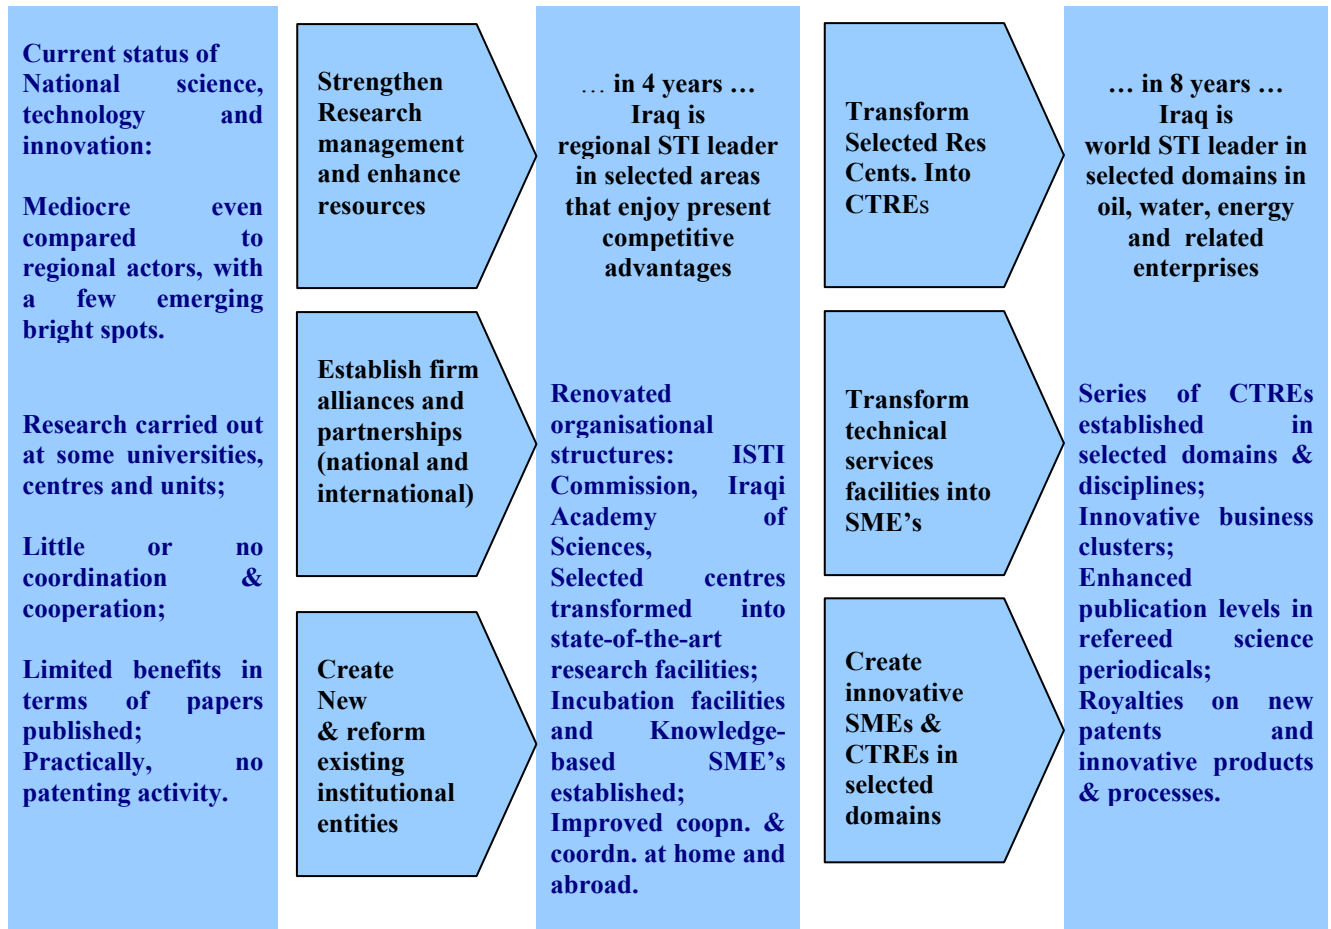 Current status of
National science,
technology and
innovation:
Mediocre even
compared to
regional actors, with
a few emerging
bright spots.
Research carried out
at some universities,
centres and units;
Little or no
coordination &
cooperation;
Limited benefits in
terms of papers
published;
Practically, no
patenting activity.
Strengthen
Research
management
and enhance
resources
Establish firm
alliances and
partnerships
(national and
international)
Create
New
& reform
existing
institutional
entities
… in 4 years …
Iraq is
regional STI leader
in selected areas
that enjoy present
competitive
advantages
Renovated
organisational
structures: ISTI
Commission, Iraqi
Academy of
Sciences,
Selected centres
transformed into
state-of-the-art
research facilities;
Incubation facilities
and Knowledge-
based SME’s
established;
Improved coopn. &
coordn. at home and
abroad.
Transform
Selected Res
Cents. Into
CTREs
Transform
technical
services
facilities into
SME’s
Create
innovative
SMEs &
CTREs in
selected
domains
… in 8 years …
Iraq is
world STI leader in
selected domains in
oil, water, energy
and related
enterprises
Series of CTREs
established in
selected domains &
disciplines;
Innovative business
clusters;
Enhanced
publication levels in
refereed science
periodicals;
Royalties on new
patents and
innovative products
& processes.